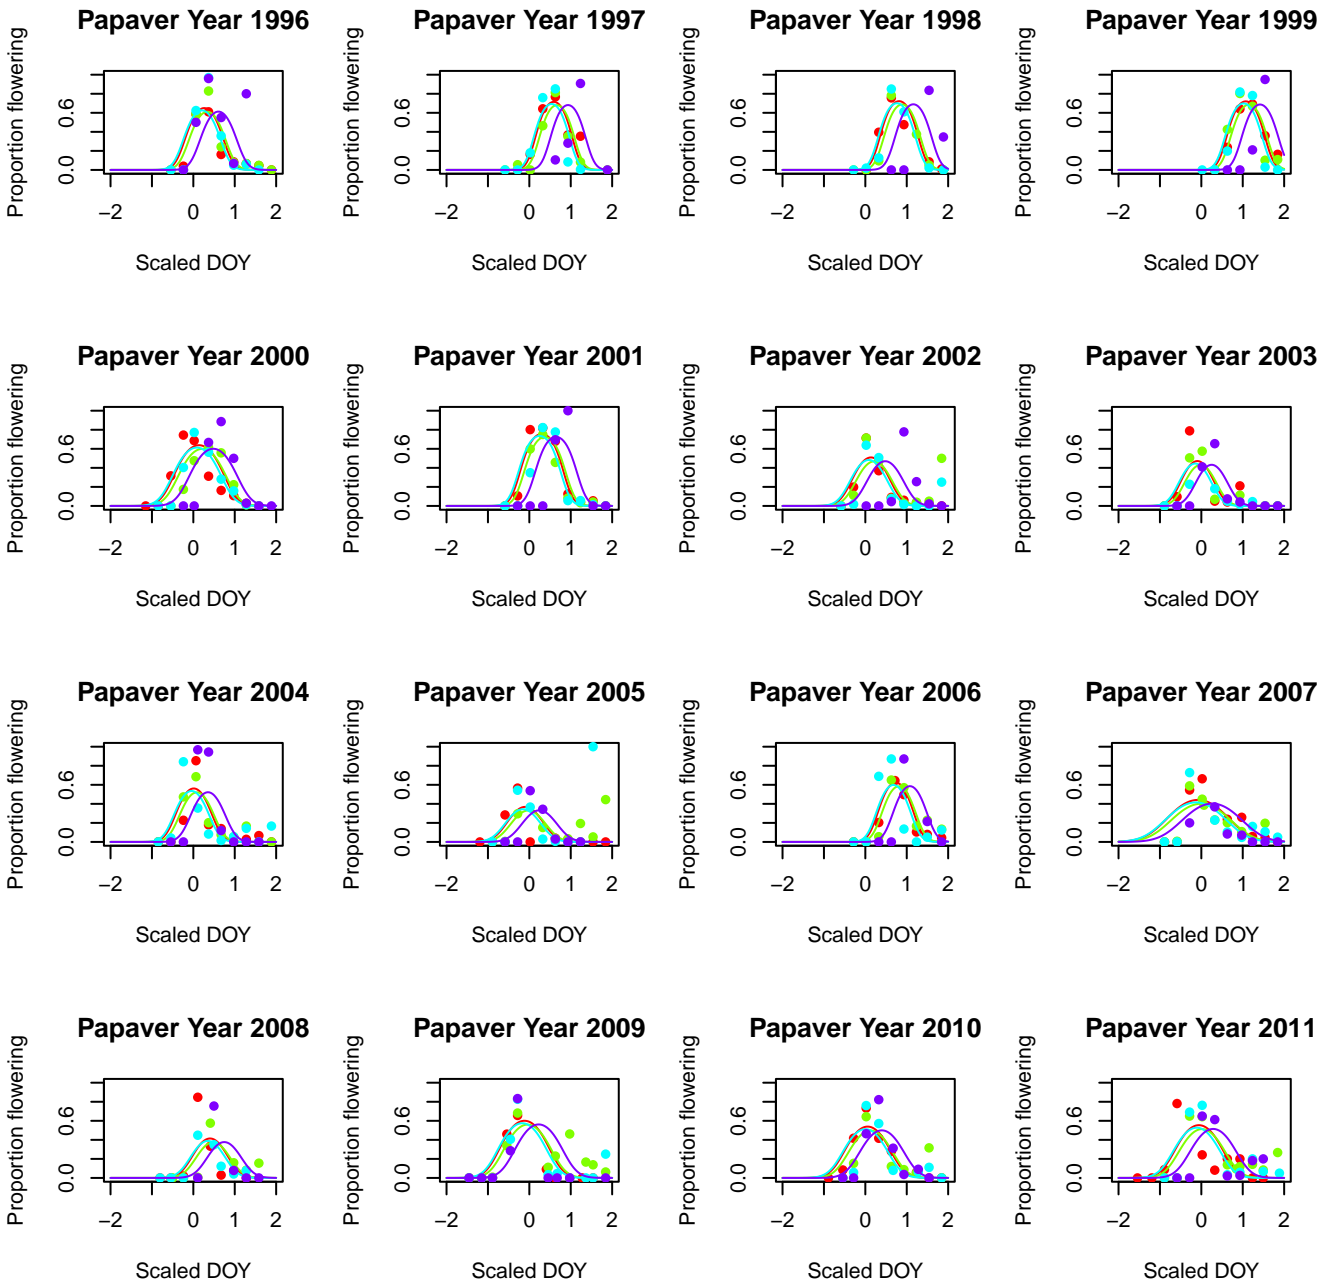 Papaver Year 1996
Proportion flowering
0.0 0.6
−2 0 1 2
Scaled DOY
Papaver Year 1997
Proportion flowering
0.0 0.6
−2 0 1 2
Scaled DOY
Papaver Year 1998
Proportion flowering
0.0 0.6
−2 0 1 2
Scaled DOY
Papaver Year 1999
Proportion flowering
0.0 0.6
−2 0 1 2
Scaled DOY
Papaver Year 2000
Proportion flowering
0.0 0.6
−2 0 1 2
Scaled DOY
Papaver Year 2001
Proportion flowering
0.0 0.6
−2 0 1 2
Scaled DOY
Papaver Year 2002
Proportion flowering
0.0 0.6
−2 0 1 2
Scaled DOY
Papaver Year 2003
Proportion flowering
0.0 0.6
−2 0 1 2
Scaled DOY
Papaver Year 2004
Proportion flowering
0.0 0.6
−2 0 1 2
Scaled DOY
Papaver Year 2005
Proportion flowering
0.0 0.6
−2 0 1 2
Scaled DOY
Papaver Year 2006
Proportion flowering
0.0 0.6
−2 0 1 2
Scaled DOY
Papaver Year 2007
Proportion flowering
0.0 0.6
−2 0 1 2
Scaled DOY
Papaver Year 2008
Proportion flowering
0.0 0.6
−2 0 1 2
Scaled DOY
Papaver Year 2009
Proportion flowering
0.0 0.6
−2 0 1 2
Scaled DOY
Papaver Year 2010
Proportion flowering
0.0 0.6
−2 0 1 2
Scaled DOY
Papaver Year 2011
Proportion flowering
0.0 0.6
−2 0 1 2
Scaled DOY